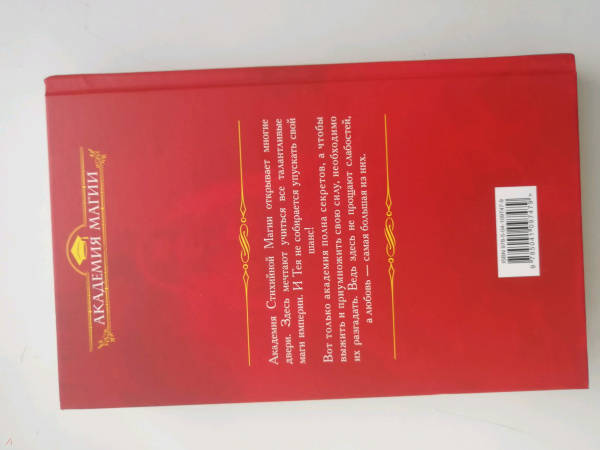 АКАДЕМИЯ МАГИИ
Академия Стихийной Магии открывает многие
двери. Здесь мечтают учиться все талантливые
маги империи. И Тея не собирается упускать свой
шанс!
Вот только академия полна секретов, а чтобы
выжить и приумножить свою силу, необходимо
их разгадать. Ведь здесь не прощают слабостей,
а любовь — самая большая из них.